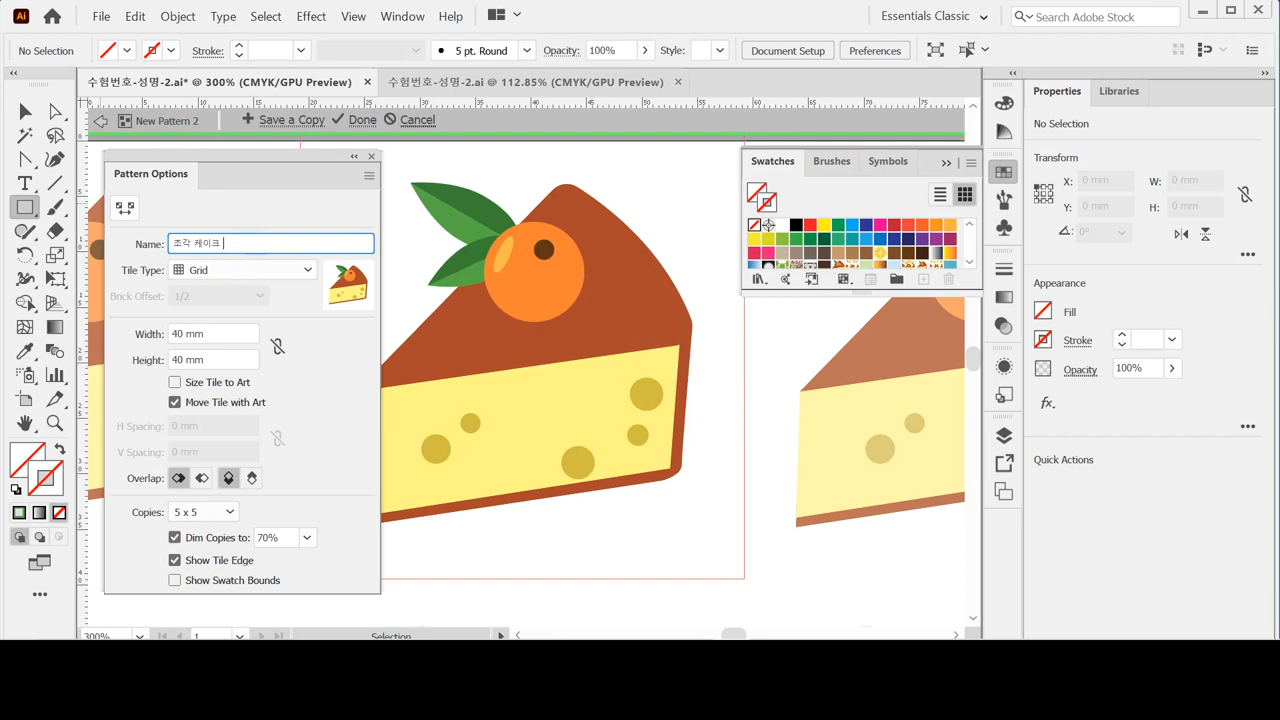 Ai File Edit Object Type Select Effect View Window Help Essentials Classic Search Adobe Stock
No Selection Stroke: 5 pt. Round Opacity: 100% Style: Document Setup Preferences
수험번호-성명-2.ai* @ 300% (CMYK/GPU Preview) 수험번호-성명-2.ai @ 112.85% (CMYK/GPU Preview)
New Pattern 2 Save a Copy Done Cancel
Pattern Options
Name: 조각 케이크
Tile Type: Grid
Brick Offset: 1/2
Width: 40 mm
Height: 40 mm
Size Tile to Art
Move Tile with Art
H Spacing: 0 mm
V Spacing: 0 mm
Overlap:
Copies: 5 x 5
Dim Copies to: 70%
Show Tile Edge
Show Swatch Bounds
Swatches Brushes Symbols
Properties Libraries
No Selection
Transform
X: 0 mm W: 0 mm
Y: 0 mm H: 0 mm
0°
Appearance
Fill
Stroke
Opacity 100%
fx.
Quick Actions
300% 1 Selection